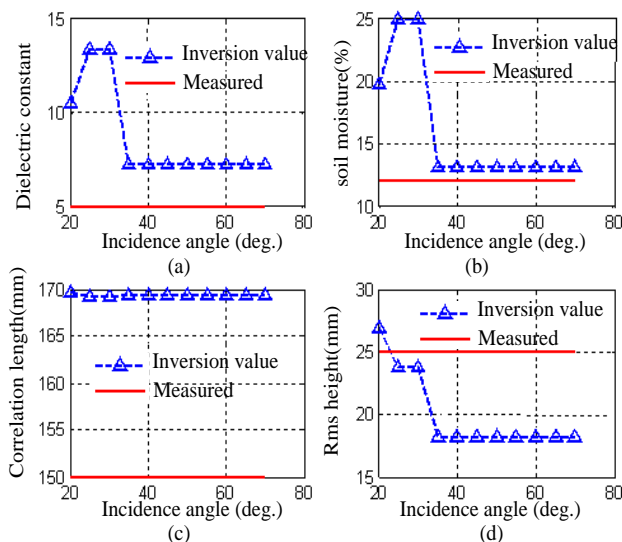 15
10
5
20 40 60 80
Dielectric constant
Incidence angle (deg.)
Inversion value
Measured
(a)
25
20
13
10
20 40 60 80
soil moisture(%)
Incidence angle (deg.)
Inversion value
Measured
(b)
170
165
160
155
150
20 40 60 80
Correlation length(mm)
Incidence angle (deg.)
Inversion value
Measured
(c)
30
25
18
15
20 40 60 80
Rms height(mm)
Incidence angle (deg.)
Inversion value
Measured
(d)